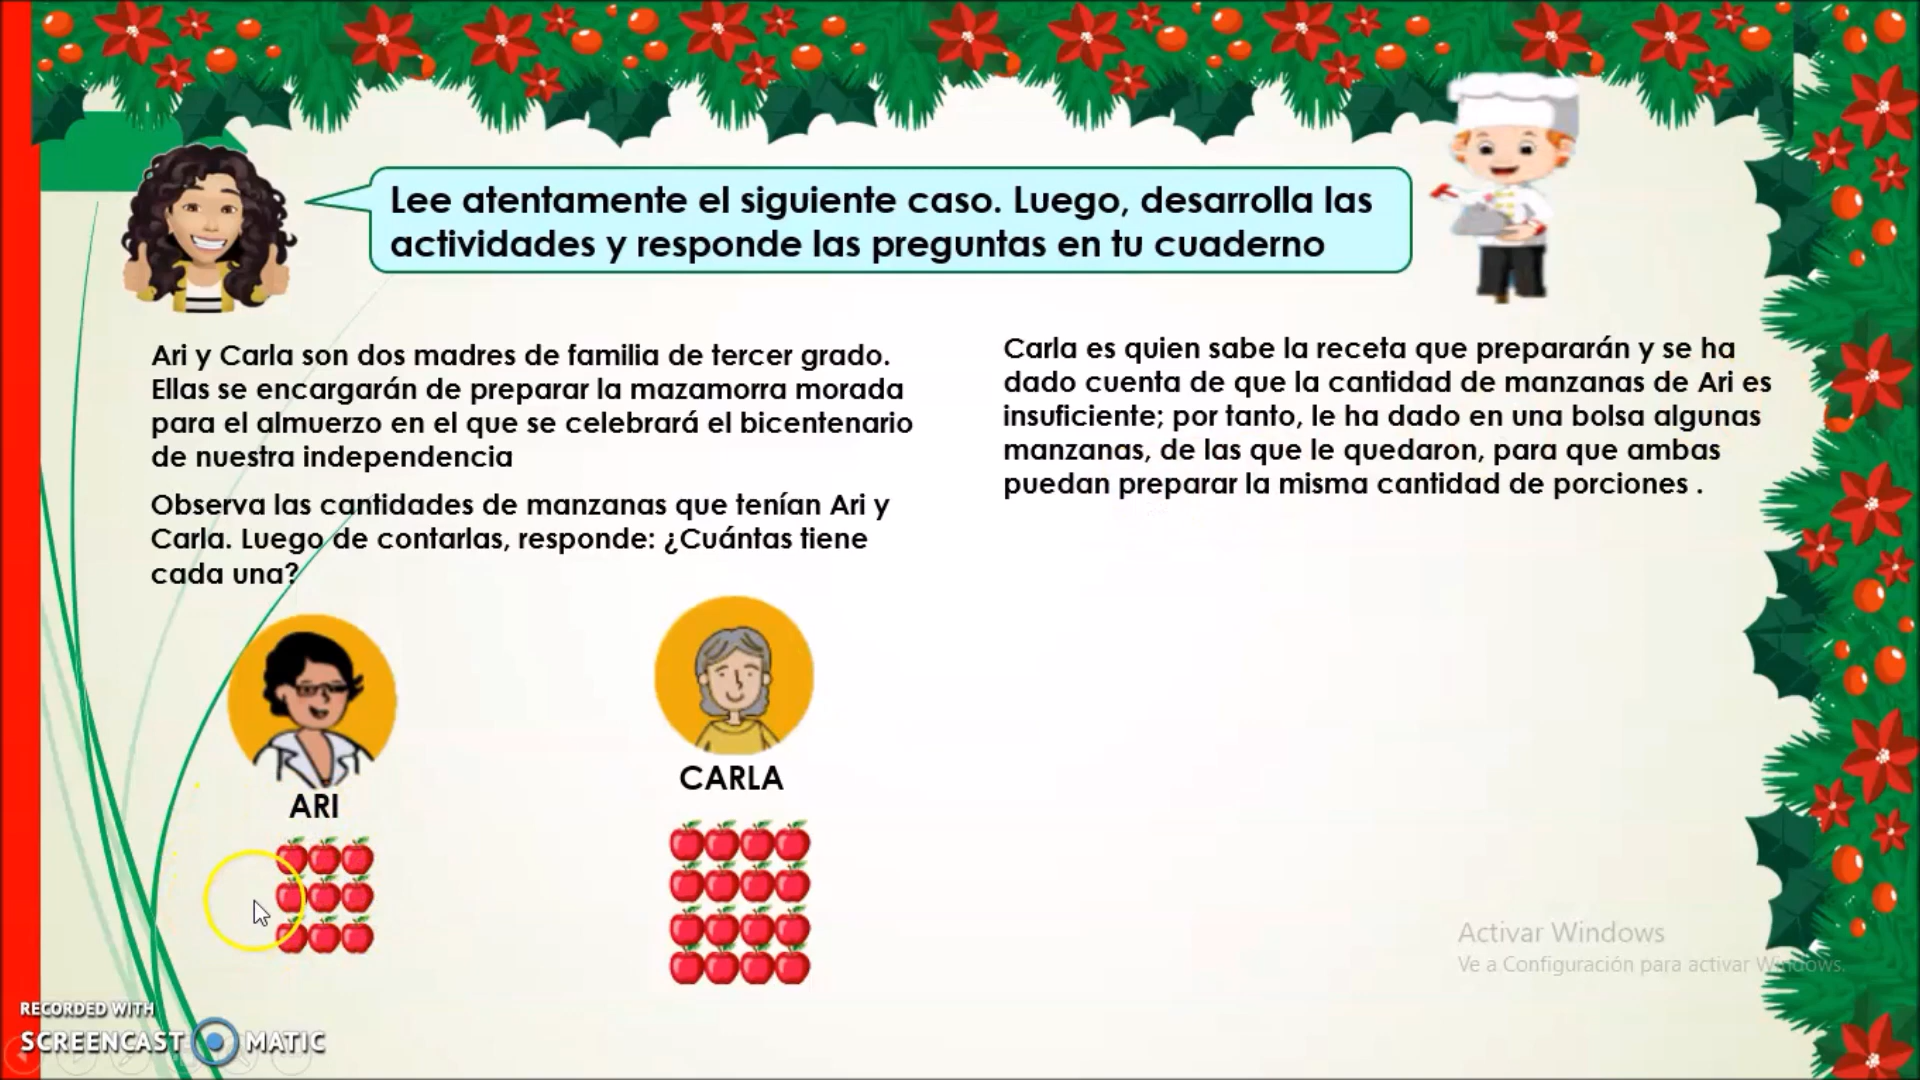 Lee atentamente el siguiente caso. Luego, desarrolla las
actividades y responde las preguntas en tu cuaderno
Ari y Carla son dos madres de familia de tercer grado.
Ellas se encargarán de preparar la mazamorra morada
para el almuerzo en el que se celebrará el bicentenario
de nuestra independencia
Observa las cantidades de manzanas que tenían Ari y
Carla. Luego de contarlas, responde: ¿Cuántas tiene
cada una?
ARI
CARLA
Carla es quien sabe la receta que prepararán y se ha
dado cuenta de que la cantidad de manzanas de Ari es
insuficiente; por tanto, le ha dado en una bolsa algunas
manzanas, de las que le quedaron, para que ambas
puedan preparar la misma cantidad de porciones .
Activar Windows
Ve a Configuración para activar Windows.
RECORDED WITH
SCREENCAST MATIC